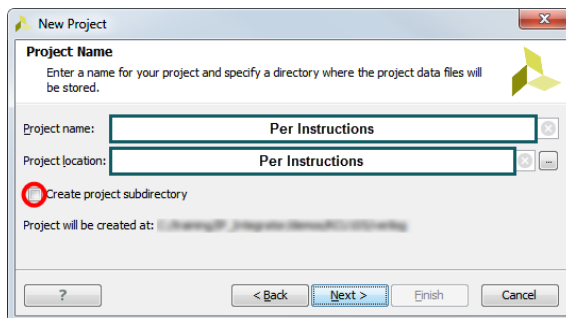 New Project
Project Name
Enter a name for your project and specify a directory where the project data files will
be stored.
Project name: Per Instructions
Project location: Per Instructions ...
Create project subdirectory
Project will be created at:
? < Back Next > Finish Cancel